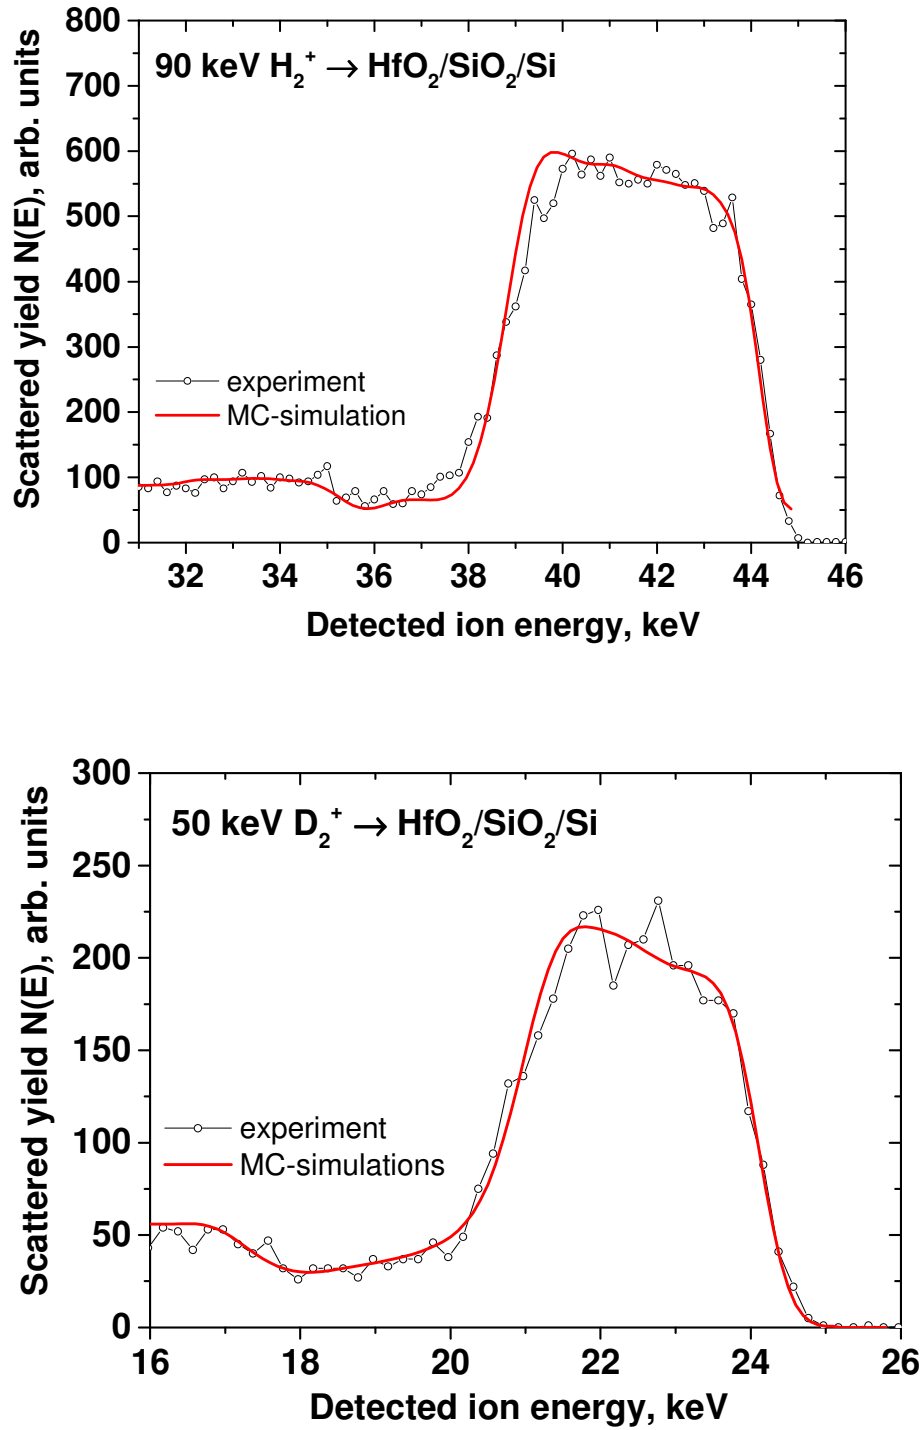 90 keV H₂⁺ → HfO₂/SiO₂/Si
Scattered yield N(E), arb. units
800
700
600
500
400
300
200
100
0
experiment
MC-simulation
32 34 36 38 40 42 44 46
Detected ion energy, keV
50 keV D₂⁺ → HfO₂/SiO₂/Si
Scattered yield N(E), arb. units
300
250
200
150
100
50
0
experiment
MC-simulations
16 18 20 22 24 26
Detected ion energy, keV